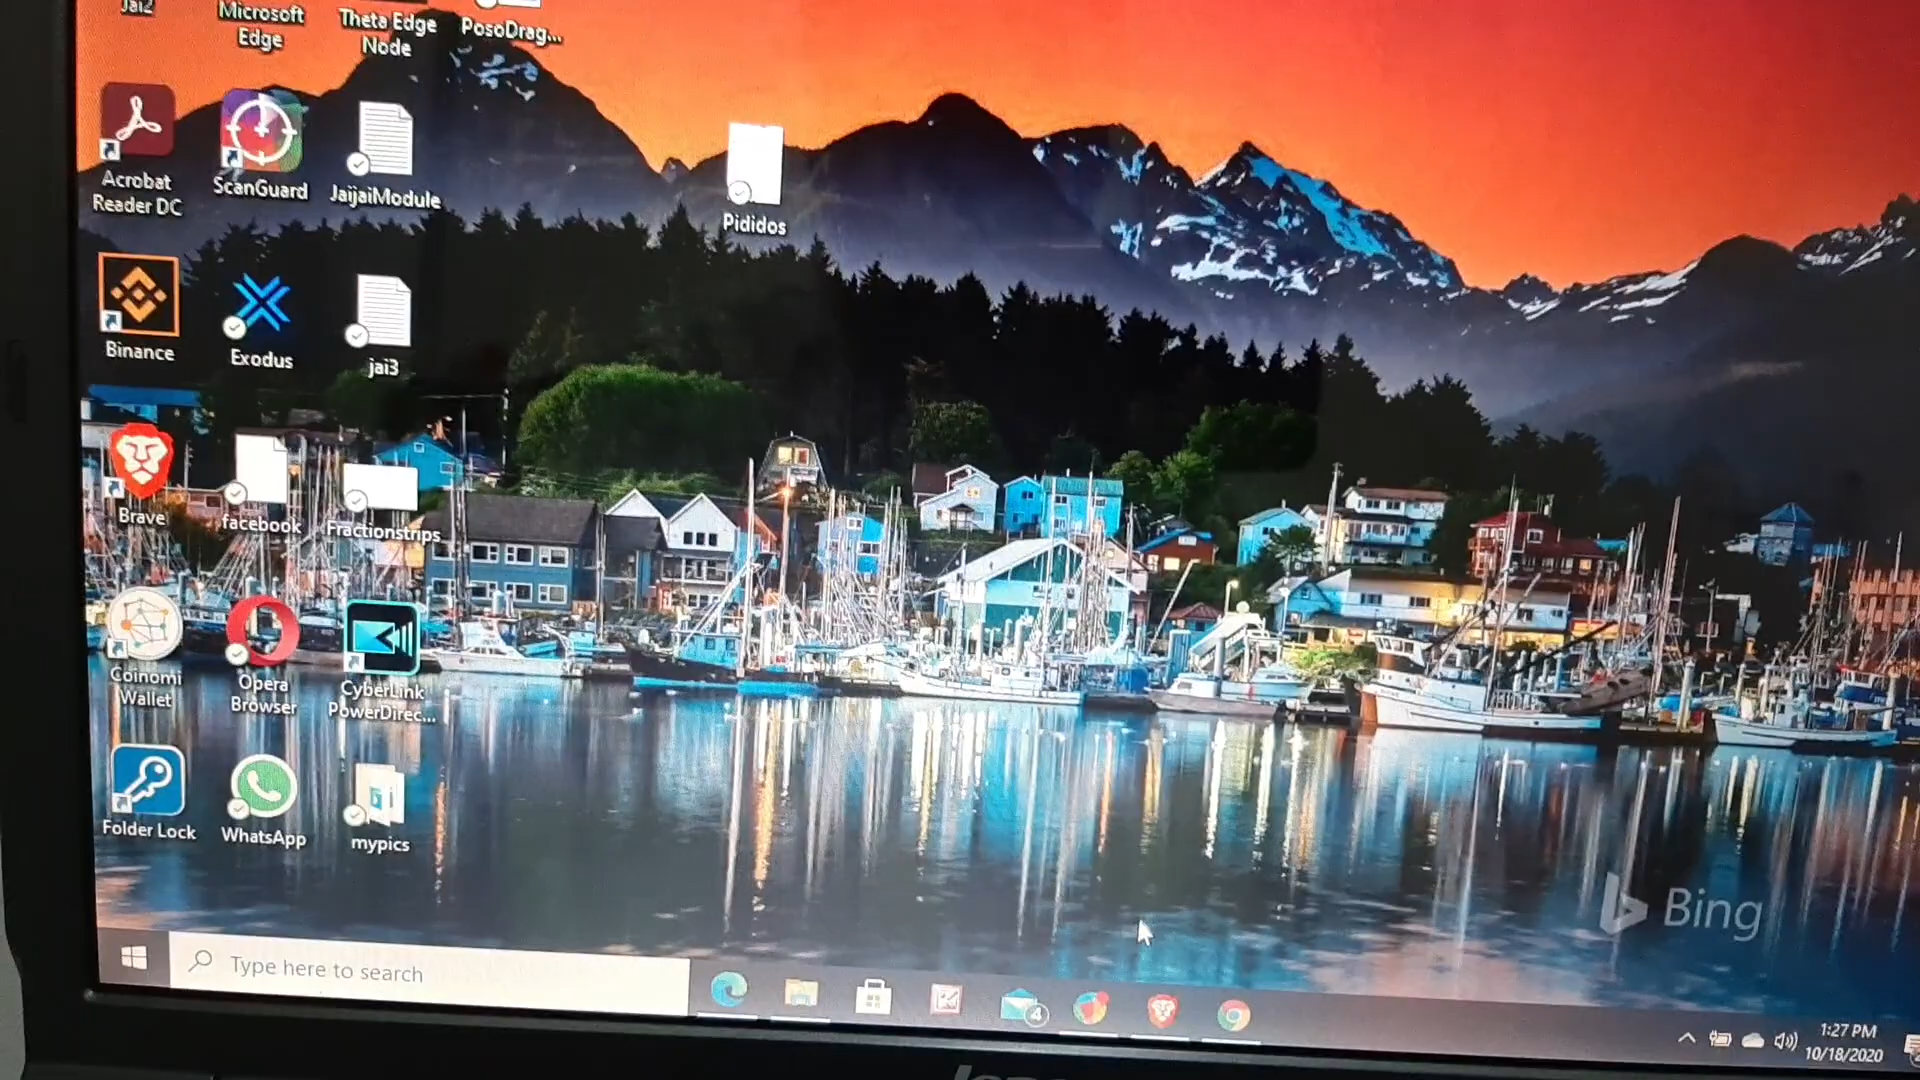 Jai2
Microsoft
Edge
Theta Edge
Node
PosoDrag...
Acrobat
Reader DC
ScanGuard
JaijaiModule
Pididos
Binance
Exodus
jai3
Brave
facebook
Fractionstrips
Coinomi
Wallet
Opera
Browser
CyberLink
PowerDirec...
Folder Lock
WhatsApp
mypics
Bing
Type here to search
4
1:27 PM
10/18/2020